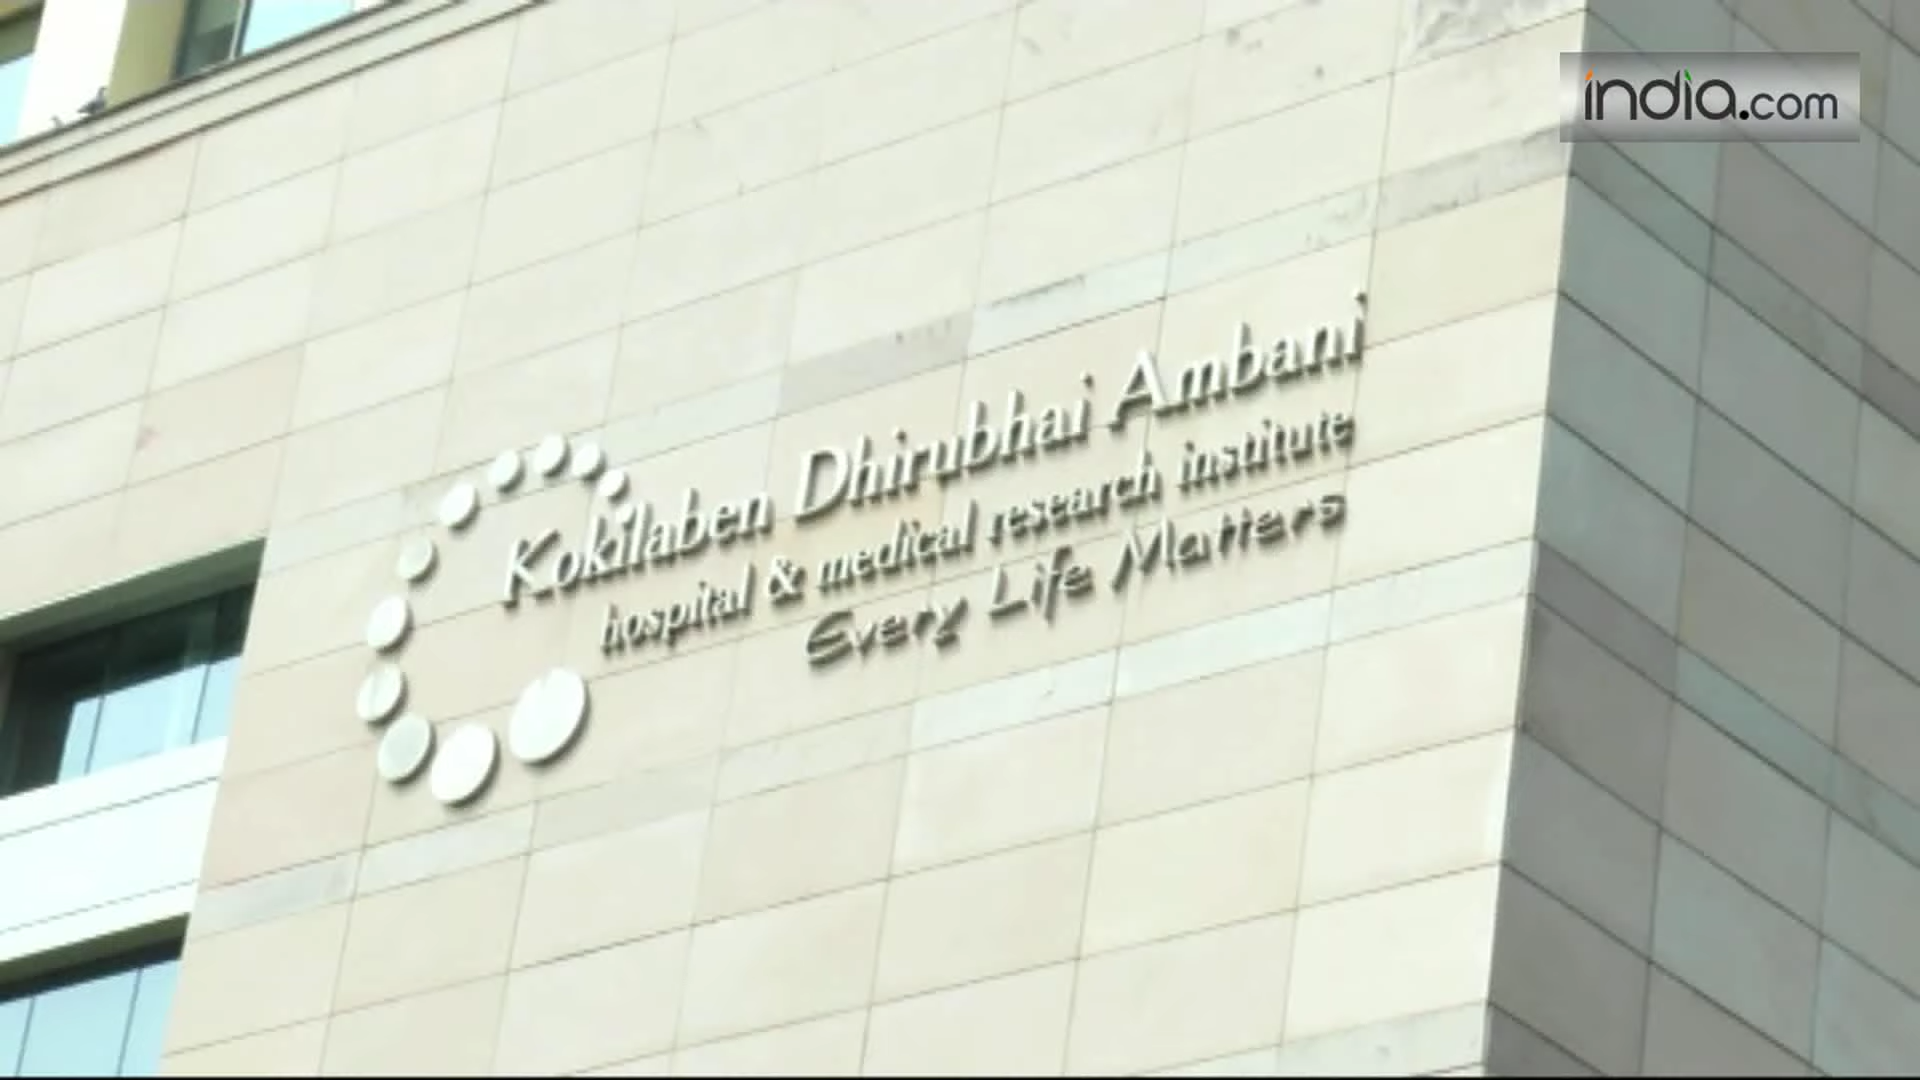 india.com
Kokilaben Dhirubhai Ambani
hospital & medical research institute
Every Life Matters